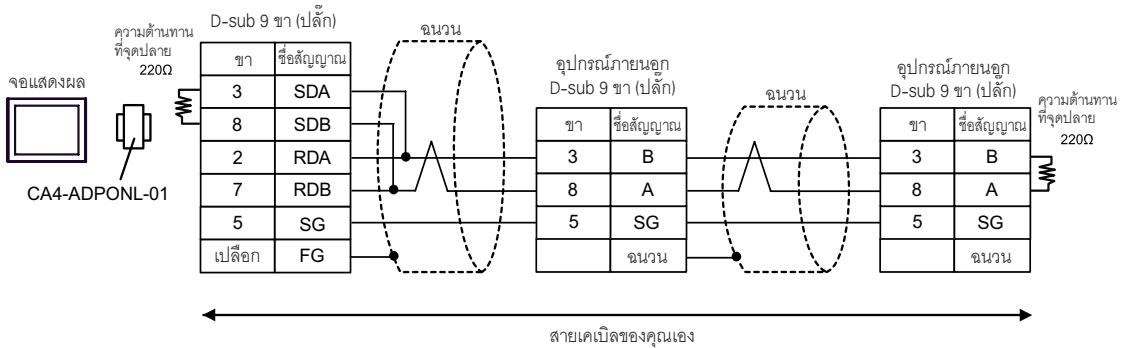 จอแสดงผล
CA4-ADPONL-01
ความต้านทาน
ที่จุดปลาย
220Ω
D-sub 9 ขา (ปลั๊ก)
ขา ชื่อสัญญาณ
3 SDA
8 SDB
2 RDA
7 RDB
5 SG
เปลือก FG
ฉนวน
อุปกรณ์ภายนอก
D-sub 9 ขา (ปลั๊ก)
ขา ชื่อสัญญาณ
3 B
8 A
5 SG
ฉนวน
ฉนวน
อุปกรณ์ภายนอก
D-sub 9 ขา (ปลั๊ก)
ขา ชื่อสัญญาณ
3 B
8 A
5 SG
ฉนวน
ความต้านทาน
ที่จุดปลาย
220Ω
สายเคเบิลของคุณเอง